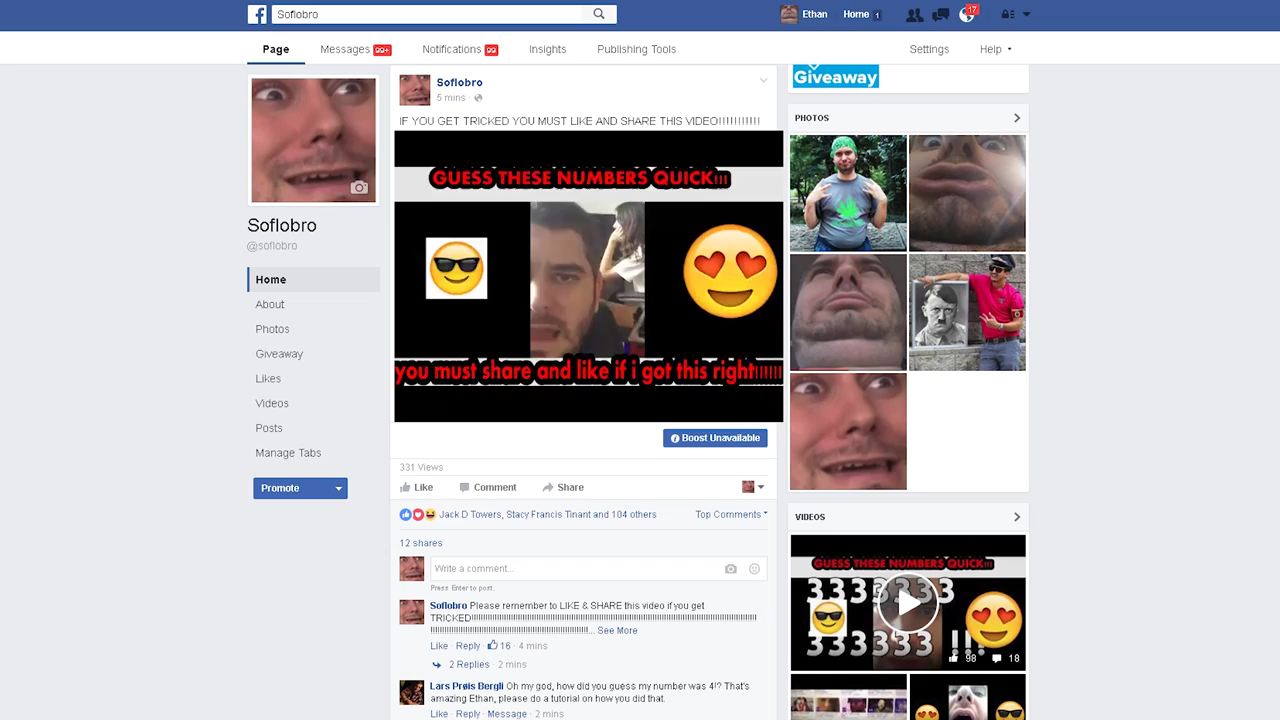 Soflobro
Ethan
Home 1
17
Page
Messages 99+
Notifications 99
Insights
Publishing Tools
Settings
Help
Soflobro
@soflobro
Home
About
Photos
Giveaway
Likes
Videos
Posts
Manage Tabs
Promote
Soflobro
5 mins ·
IF YOU GET TRICKED YOU MUST LIKE AND SHARE THIS VIDEO!!!!!!!!!!!
GUESS THESE NUMBERS QUICK!!!
you must share and like if i got this right!!!!!!
Boost Unavailable
331 Views
Like
Comment
Share
Jack D Towers, Stacy Francis Tinant and 104 others
Top Comments
12 shares
Write a comment...
Press Enter to post.
Soflobro Please remember to LIKE & SHARE this video if you get
TRICKED!!!!!!!!!!!!!!!!!!!!!!!!!!!!!!!!!!!!!!!!!!!!!!!!!!!!!!!!!!!!!!!!!!!!!!!!!!!!!!!!!!!!!!!!!!!!!!!
!!!!!!!!!!!!!!!!!!!!!!!!!!!!!!!!!!!!!!!!!!!!!!!!!!!!!... See More
Like · Reply · 16 · 4 mins
2 Replies · 2 mins
Lars Prøis Bergli Oh my god, how did you guess my number was 4!? That's
amazing Ethan, please do a tutorial on how you did that.
Like · Reply · Message · 2 mins
Giveaway
PHOTOS
VIDEOS
GUESS THESE NUMBERS QUICK!!!
333333333
333333 !!!
98 18